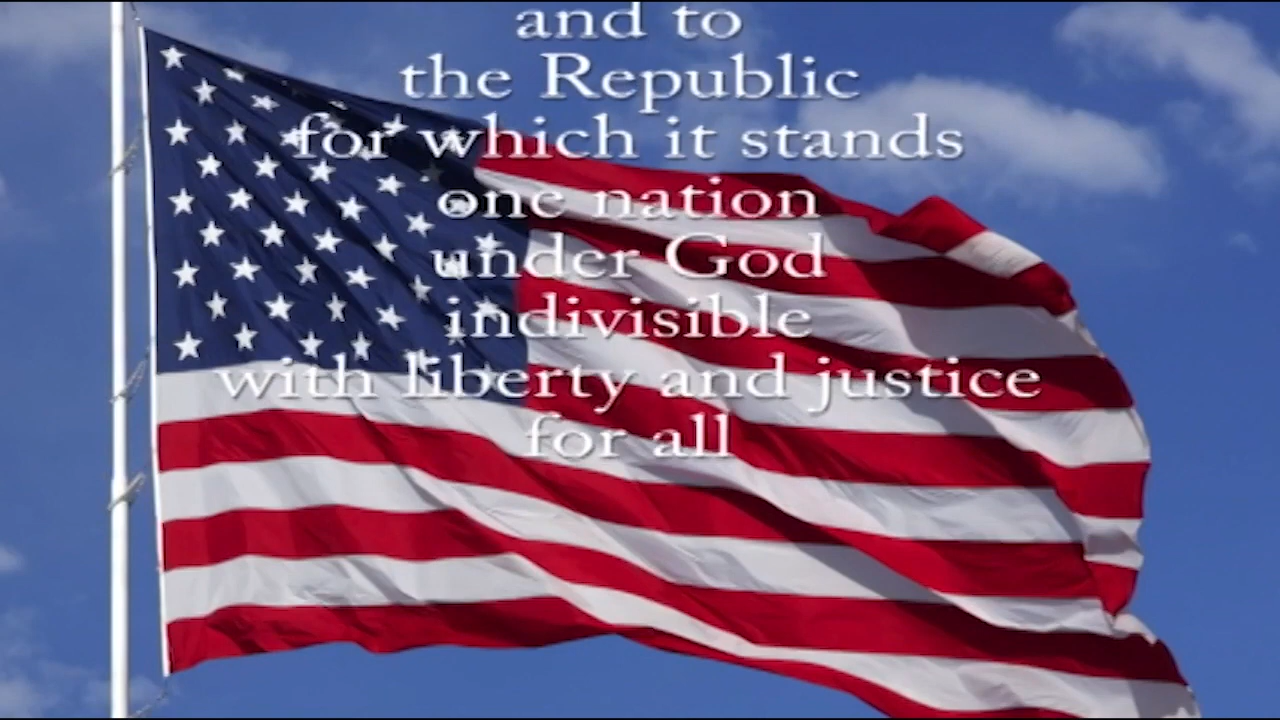 and to
the Republic
for which it stands
one nation
under God
indivisible
with liberty and justice
for all